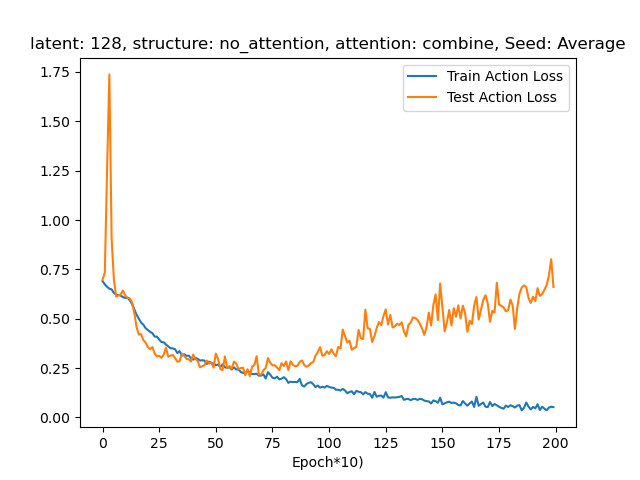 latent: 128, structure: no_attention, attention: combine, Seed: Average
Train Action Loss
Test Action Loss
1.75
1.50
1.25
1.00
0.75
0.50
0.25
0.00
0 25 50 75 100 125 150 175 200
Epoch*10)